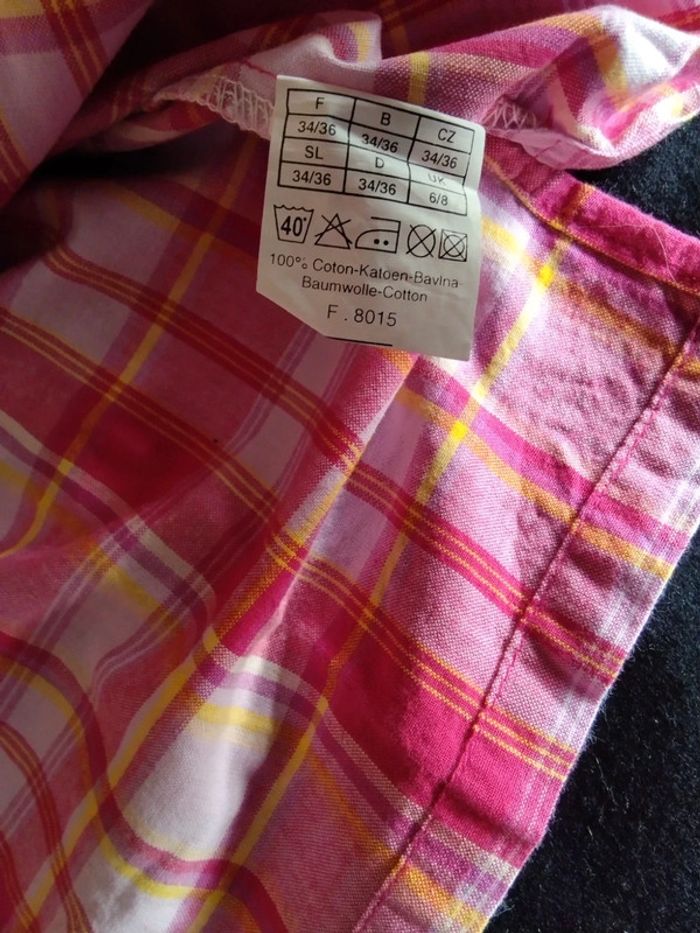 F B CZ
34/36 34/36 34/36
SL D UK
34/36 34/36 6/8
40°
100% Coton-Katoen-Bavlna-
Baumwolle-Cotton
F . 8015